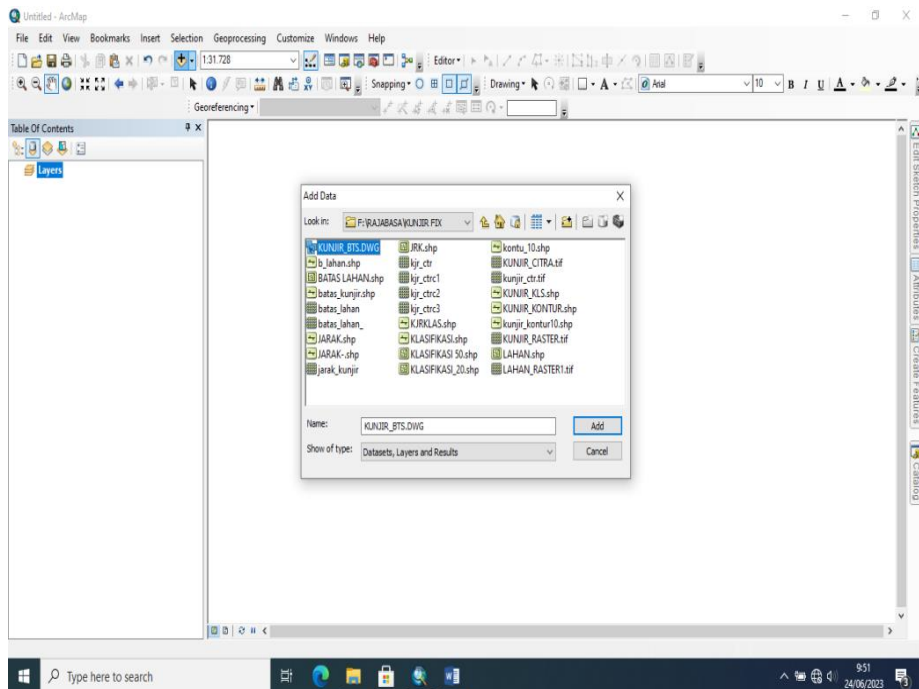 Untitled - ArcMap
File Edit View Bookmarks Insert Selection Geoprocessing Customize Windows Help
1:31.728 Editor
Snapping Drawing Arial 10 B I U A
Georeferencing
Table Of Contents
Layers
Add Data
Look in: F:\RAJABASA\KUNJIR FIX
KUNJIR_BTS.DWG JRK.shp kontu_10.shp
b_lahan.shp kjr_ctr KUNJIR_CITRA.tif
BATAS LAHAN.shp kjr_ctrc1 kunjir_ctr.tif
batas_kunjir.shp kjr_ctrc2 KUNJIR_KLS.shp
batas_lahan kjr_ctrc3 KUNJIR_KONTUR.shp
batas_lahan_ KJRKLAS.shp kunjir_kontur10.shp
JARAK.shp KLASIFIKASI.shp KUNJIR_RASTER.tif
JARAK-.shp KLASIFIKASI 50.shp LAHAN.shp
jarak_kunjir KLASIFIKASI_20.shp LAHAN_RASTER1.tif
Name: KUNJIR_BTS.DWG Add
Show of type: Datasets, Layers and Results Cancel
Edit Sketch Properties
Attributes
Create Features
Catalog
Type here to search
9:51
24/06/2023